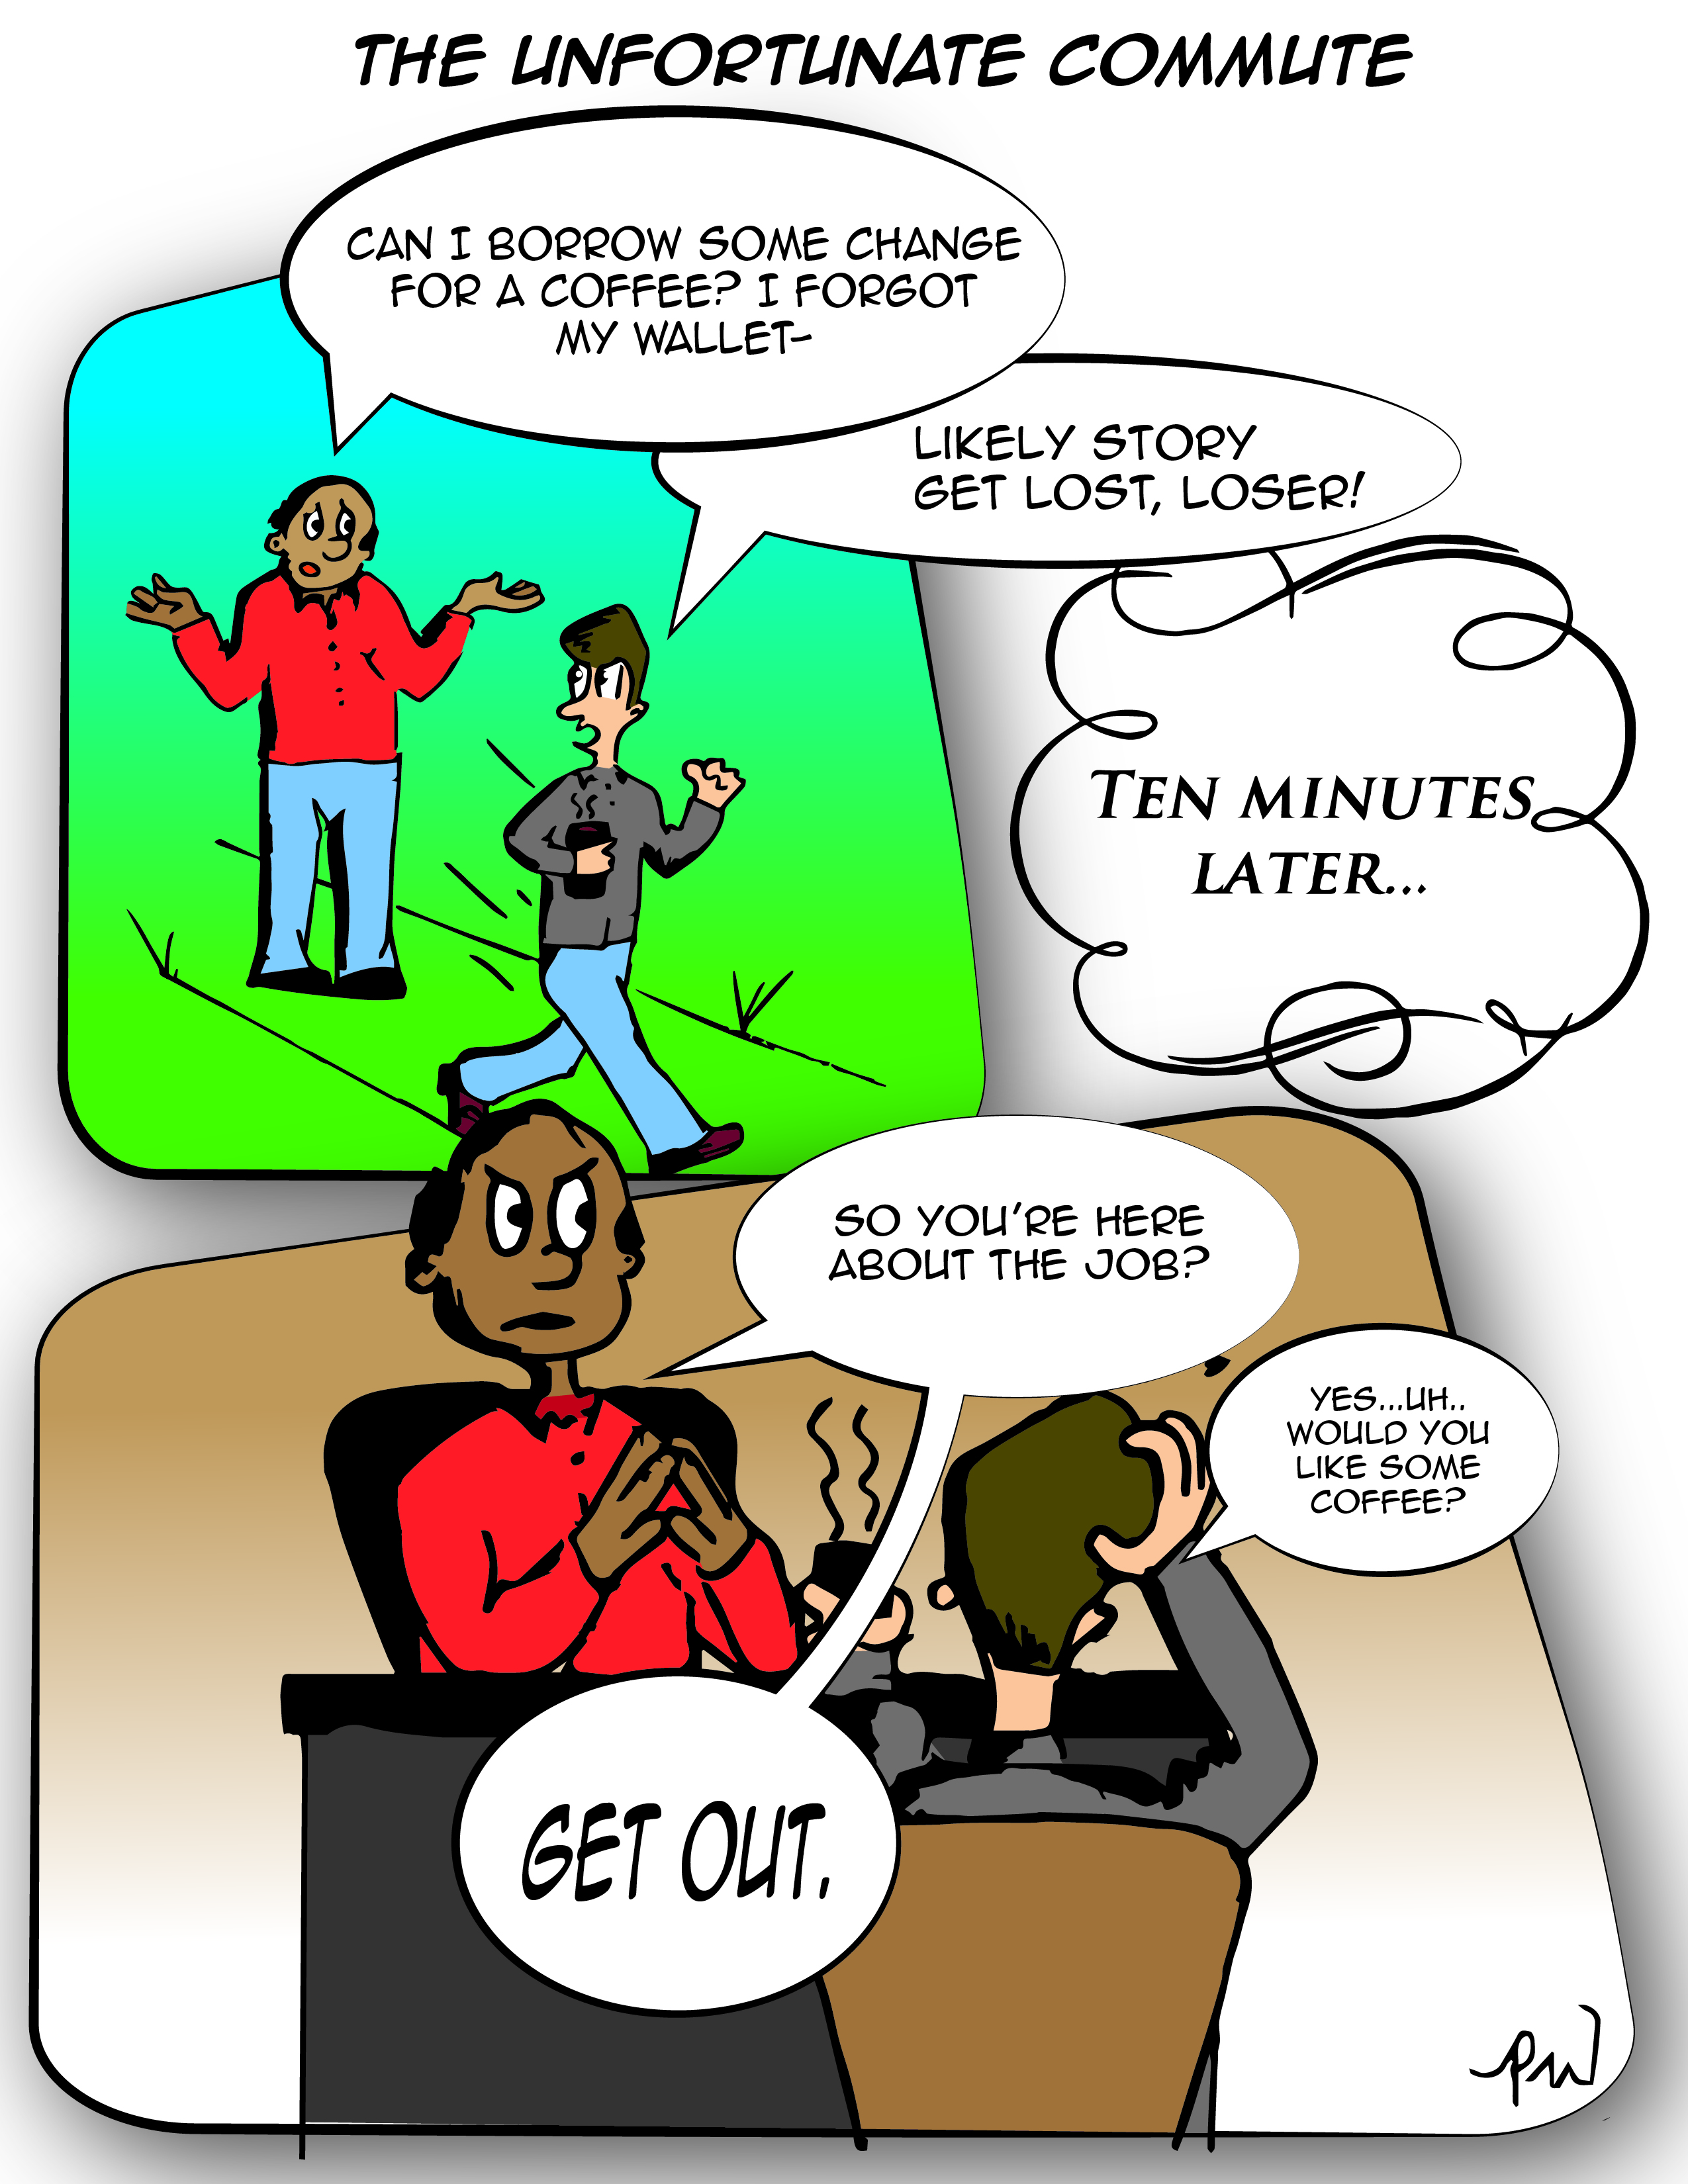 THE UNFORTUNATE COMMUTE
CAN I BORROW SOME CHANGE
FOR A COFFEE? I FORGOT
MY WALLET-
LIKELY STORY
GET LOST, LOSER!
TEN MINUTES
LATER...
SO YOU'RE HERE
ABOUT THE JOB?
YES...UH..
WOULD YOU
LIKE SOME
COFFEE?
GET OUT.